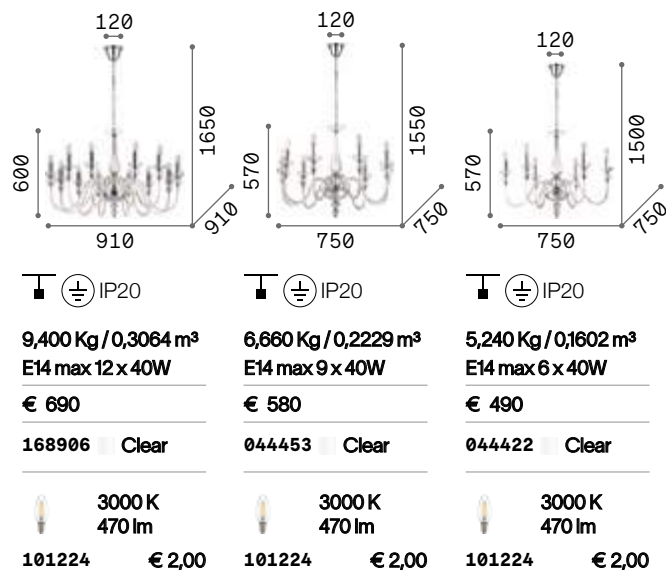 120
1650
600
910
910
IP20
9,400 Kg / 0,3064 m³
E14 max 12 x 40W
€ 690
168906 Clear
3000 K
470 lm
101224 € 2,00
120
1550
570
750
750
IP20
6,660 Kg / 0,2229 m³
E14 max 9 x 40W
€ 580
044453 Clear
3000 K
470 lm
101224 € 2,00
120
1500
570
750
750
IP20
5,240 Kg / 0,1602 m³
E14 max 6 x 40W
€ 490
044422 Clear
3000 K
470 lm
101224 € 2,00